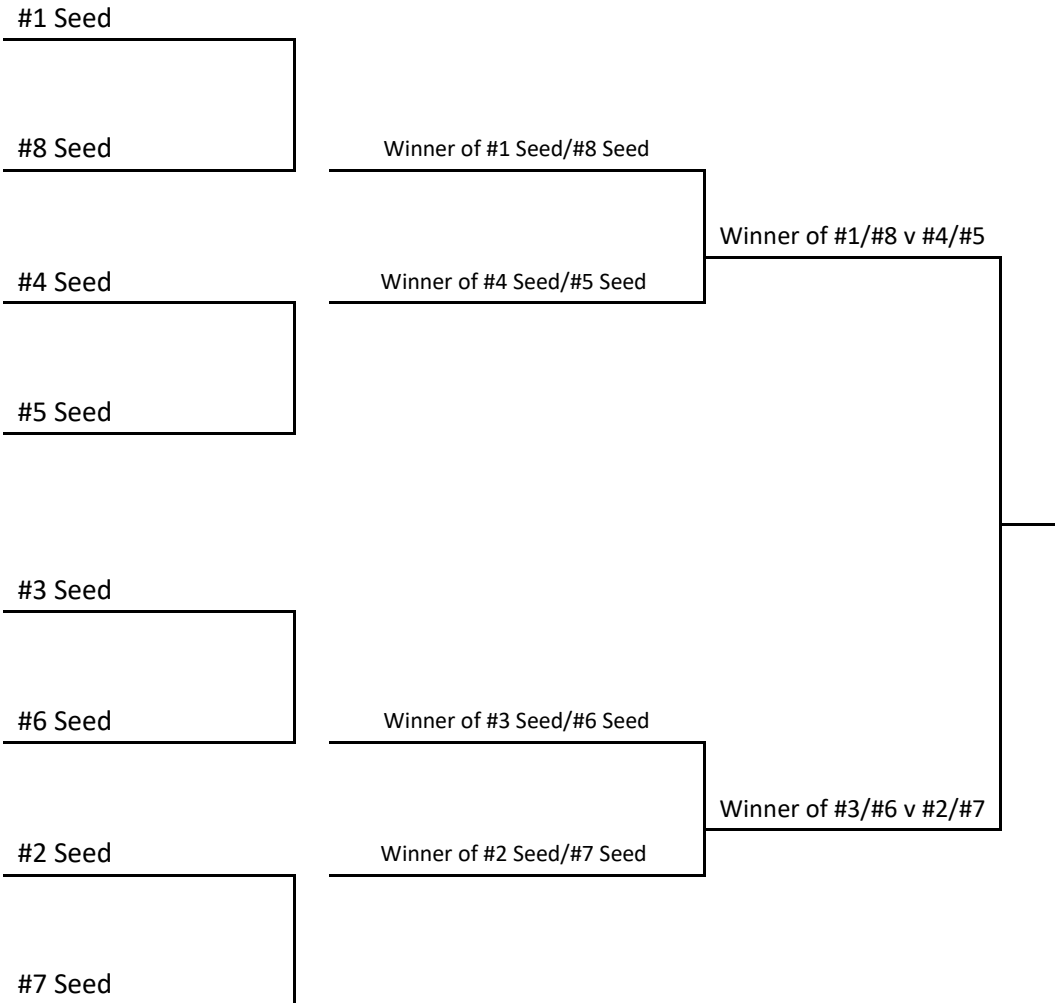 #1 Seed
#8 Seed
Winner of #1 Seed/#8 Seed
Winner of #1/#8 v #4/#5
#4 Seed
Winner of #4 Seed/#5 Seed
#5 Seed
#3 Seed
#6 Seed
Winner of #3 Seed/#6 Seed
Winner of #3/#6 v #2/#7
#2 Seed
Winner of #2 Seed/#7 Seed
#7 Seed